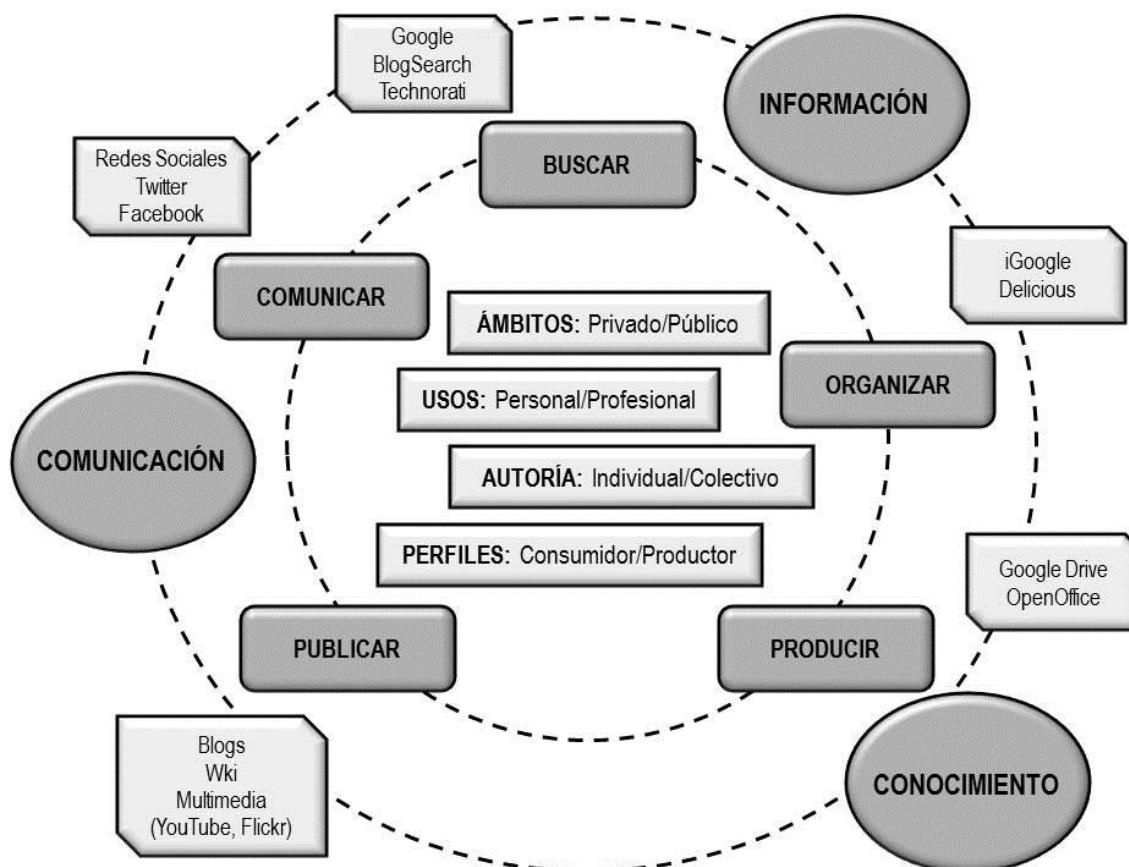 Google
BlogSearch
Technorati
INFORMACIÓN
Redes Sociales
Twitter
Facebook
BUSCAR
iGoogle
Delicious
COMUNICAR
ÁMBITOS: Privado/Público
ORGANIZAR
USOS: Personal/Profesional
COMUNICACIÓN
AUTORÍA: Individual/Colectivo
PERFILES: Consumidor/Productor
Google Drive
OpenOffice
PUBLICAR
PRODUCIR
Blogs
Wki
Multimedia
(YouTube, Flickr)
CONOCIMIENTO